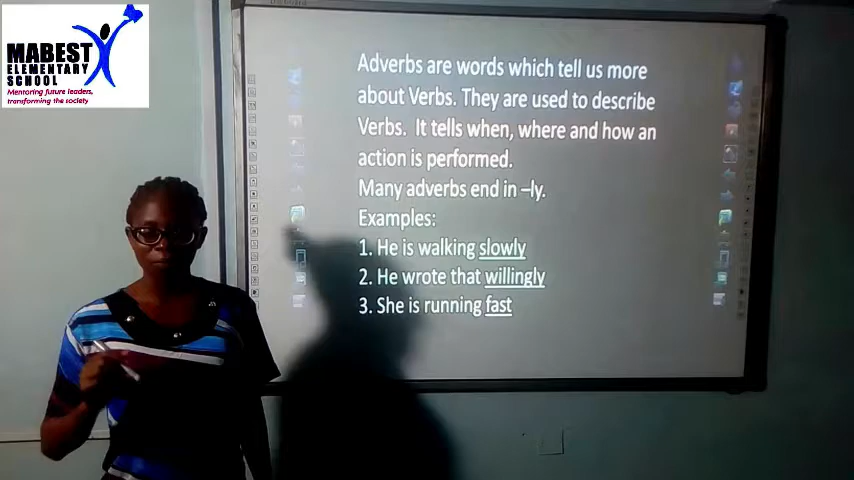 MABEST
ELEMENTARY
SCHOOL
Mentoring future leaders,
transforming the society
Adverbs are words which tell us more
about Verbs. They are used to describe
Verbs. It tells when, where and how an
action is performed.
Many adverbs end in –ly.
Examples:
1. He is walking slowly
2. He wrote that willingly
3. She is running fast